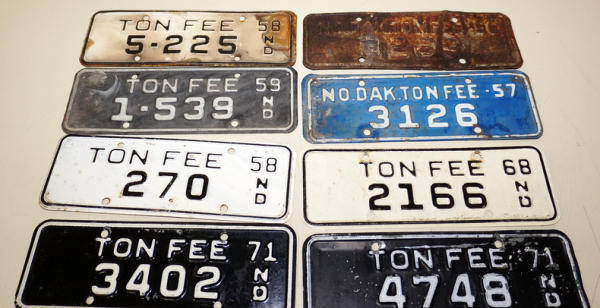 TON FEE 58
5-225 ND
TON FEE 59
1-539 ND
NO.DAK.TON FEE-57
3126
TON FEE 58
270 ND
TON FEE 68
2166 ND
TON FEE 71
3402 ND
TON FEE 71
4748 ND